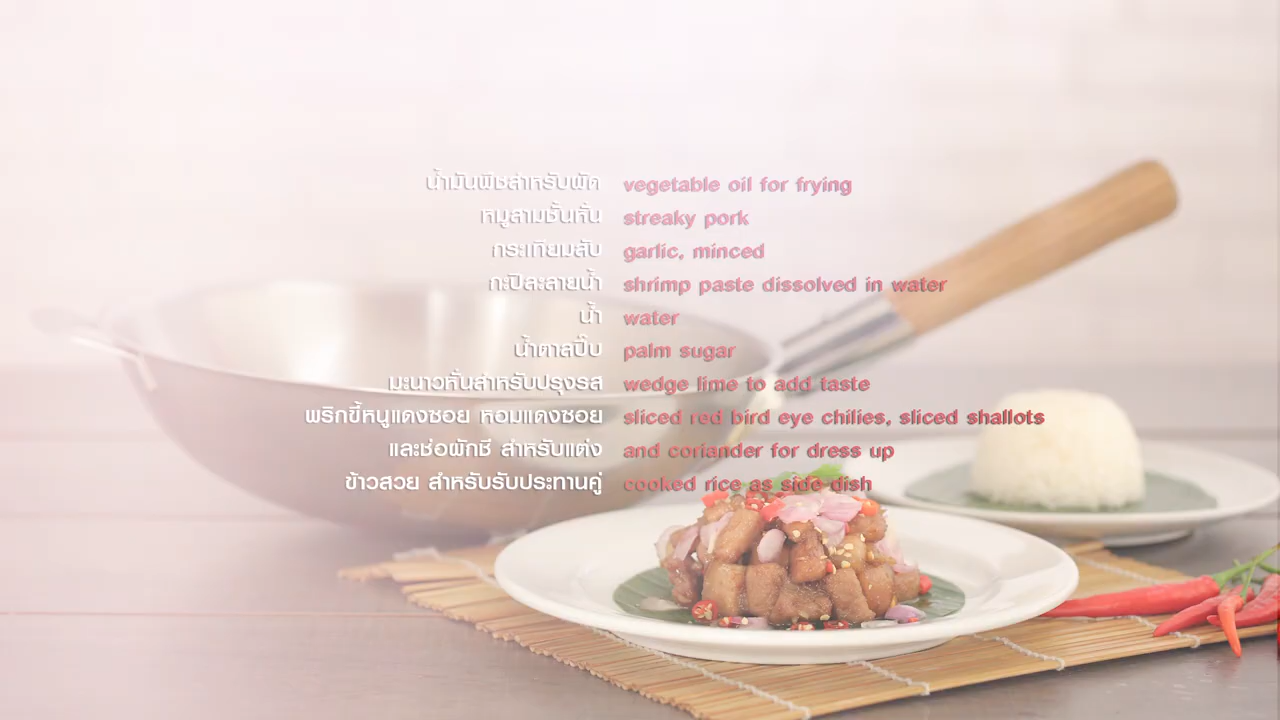 น้ำมันพืชสำหรับผัด vegetable oil for frying
หมูสามชั้นหั่น streaky pork
กระเทียมสับ garlic, minced
กะปิละลายน้ำ shrimp paste dissolved in water
น้ำ water
น้ำตาลปี๊บ palm sugar
มะนาวหั่นสำหรับปรุงรส wedge lime to add taste
พริกขี้หนูแดงซอย หอมแดงซอย sliced red bird eye chilies, sliced shallots
และช่อผักชี สำหรับแต่ง and coriander for dress up
ข้าวสวย สำหรับรับประทานคู่ cooked rice as side dish